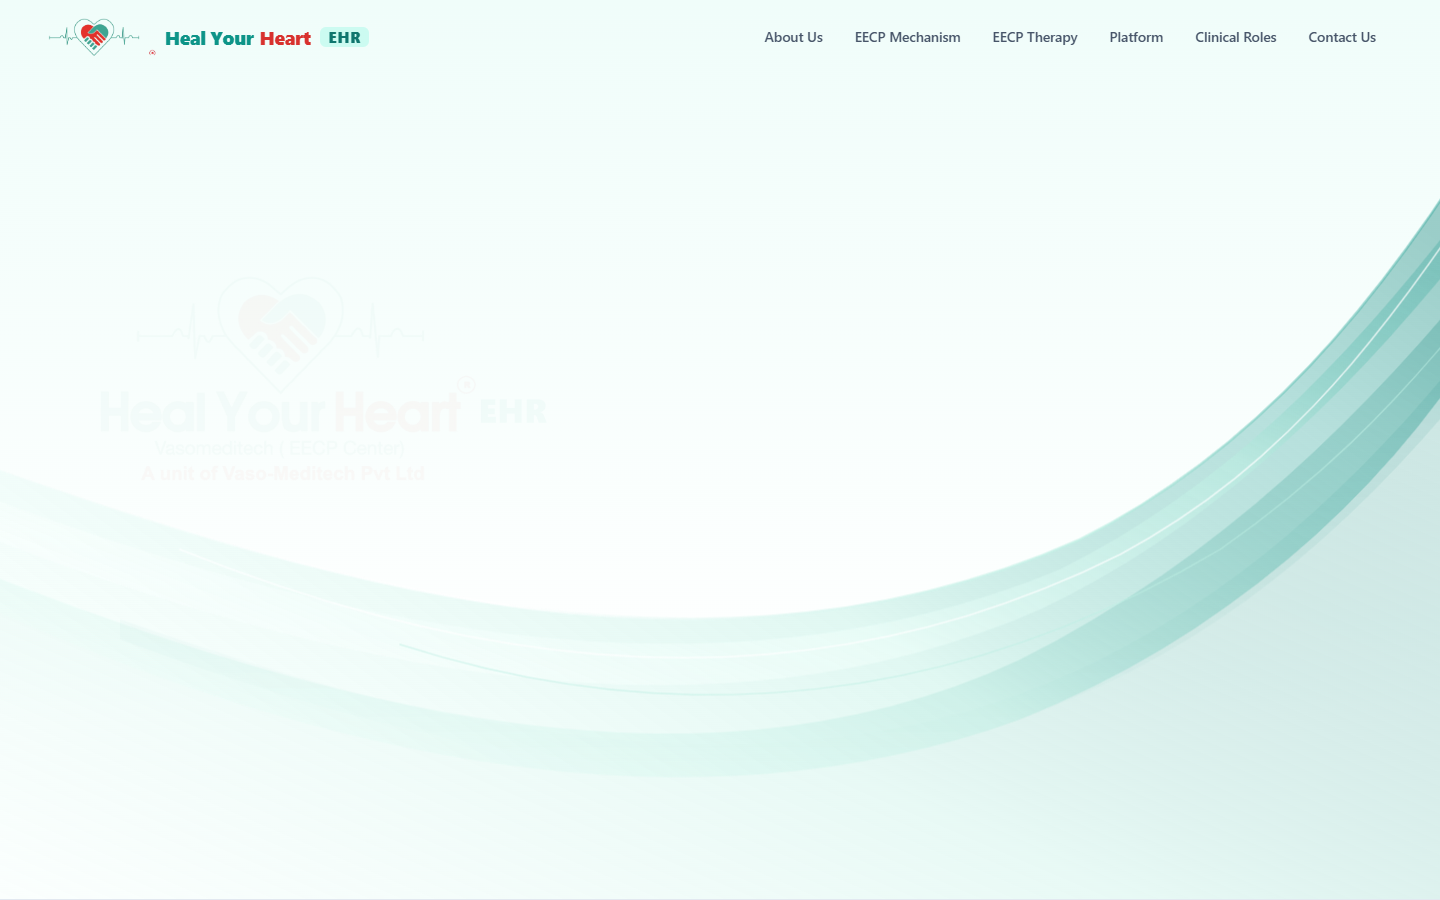 Heal Your Heart EHR
About Us
EECP Mechanism
EECP Therapy
Platform
Clinical Roles
Contact Us
Heal Your Heart EHR
Vasomeditech ( EECP Center)
A unit of Vaso-Meditech Pvt Ltd